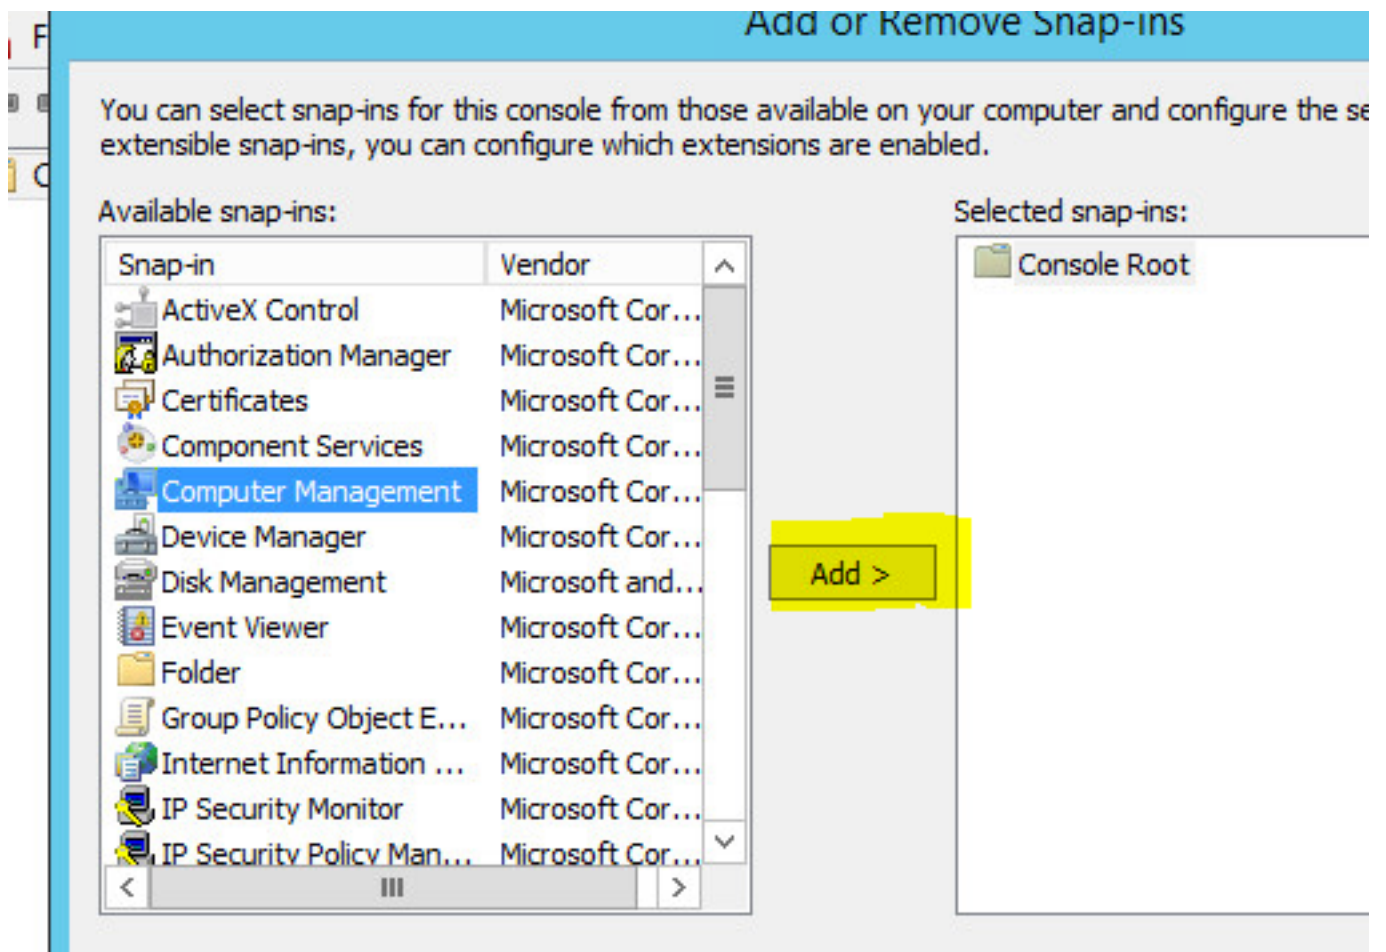 Add or Remove Snap-ins
F
You can select snap-ins for this console from those available on your computer and configure the se
extensible snap-ins, you can configure which extensions are enabled.
C
Available snap-ins:
Selected snap-ins:
Snap-in Vendor
Console Root
ActiveX Control Microsoft Cor...
Authorization Manager Microsoft Cor...
Certificates Microsoft Cor...
Component Services Microsoft Cor...
Computer Management Microsoft Cor...
Device Manager Microsoft Cor...
Disk Management Microsoft and...
Event Viewer Microsoft Cor...
Folder Microsoft Cor...
Group Policy Object E... Microsoft Cor...
Internet Information ... Microsoft Cor...
IP Security Monitor Microsoft Cor...
IP Security Policy Man... Microsoft Cor...
Add >